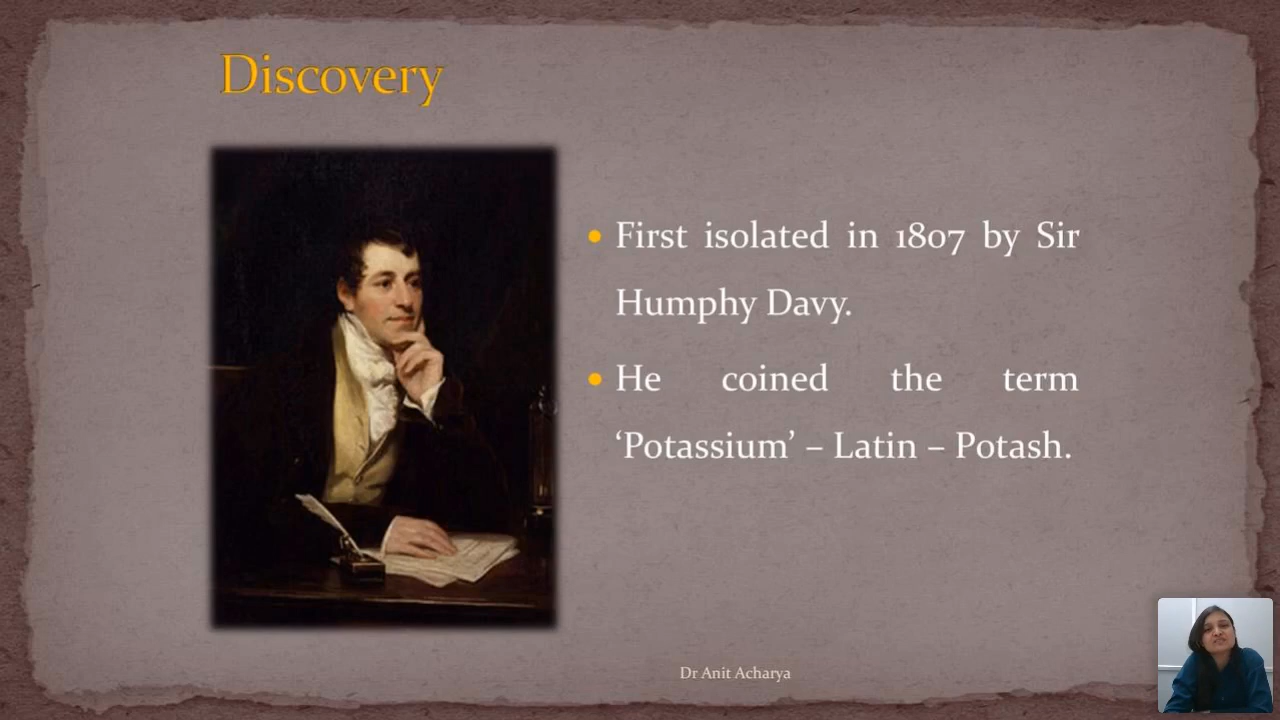 Discovery
First isolated in 1807 by Sir
Humphy Davy.
He coined the term
‘Potassium’ – Latin – Potash.
Dr Anit Acharya